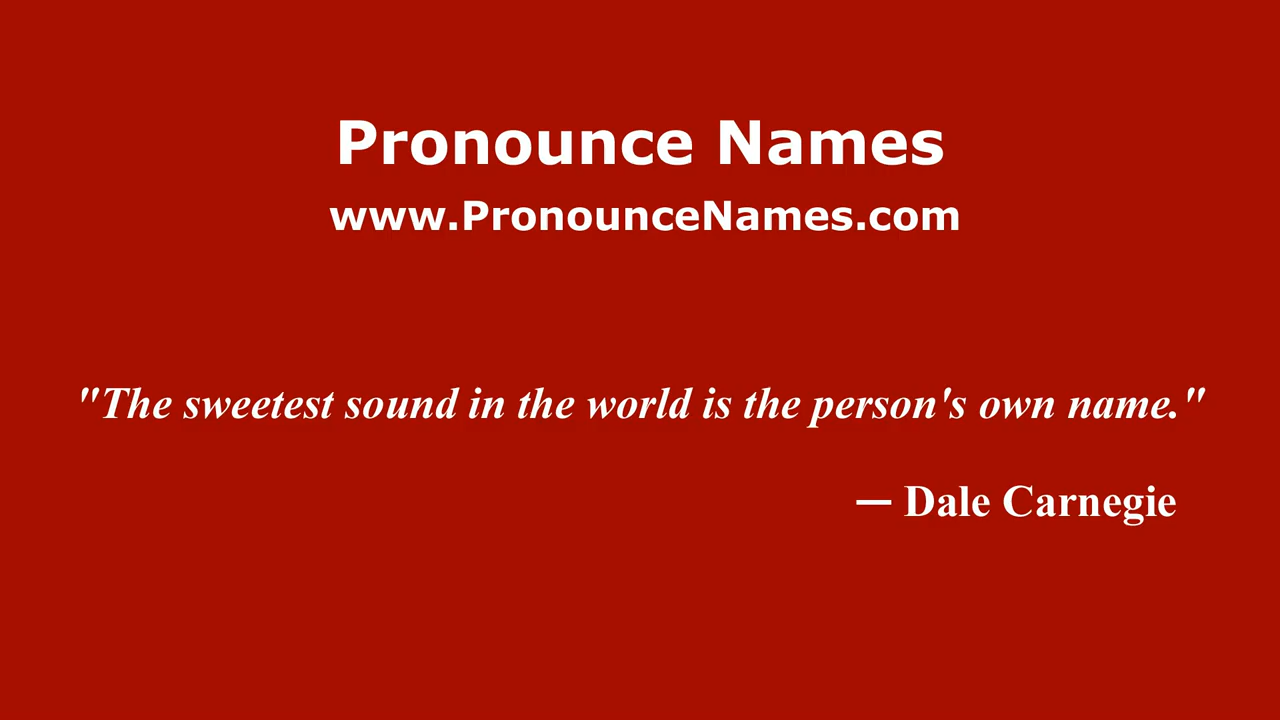 Pronounce Names
www.PronounceNames.com
"The sweetest sound in the world is the person's own name."
— Dale Carnegie